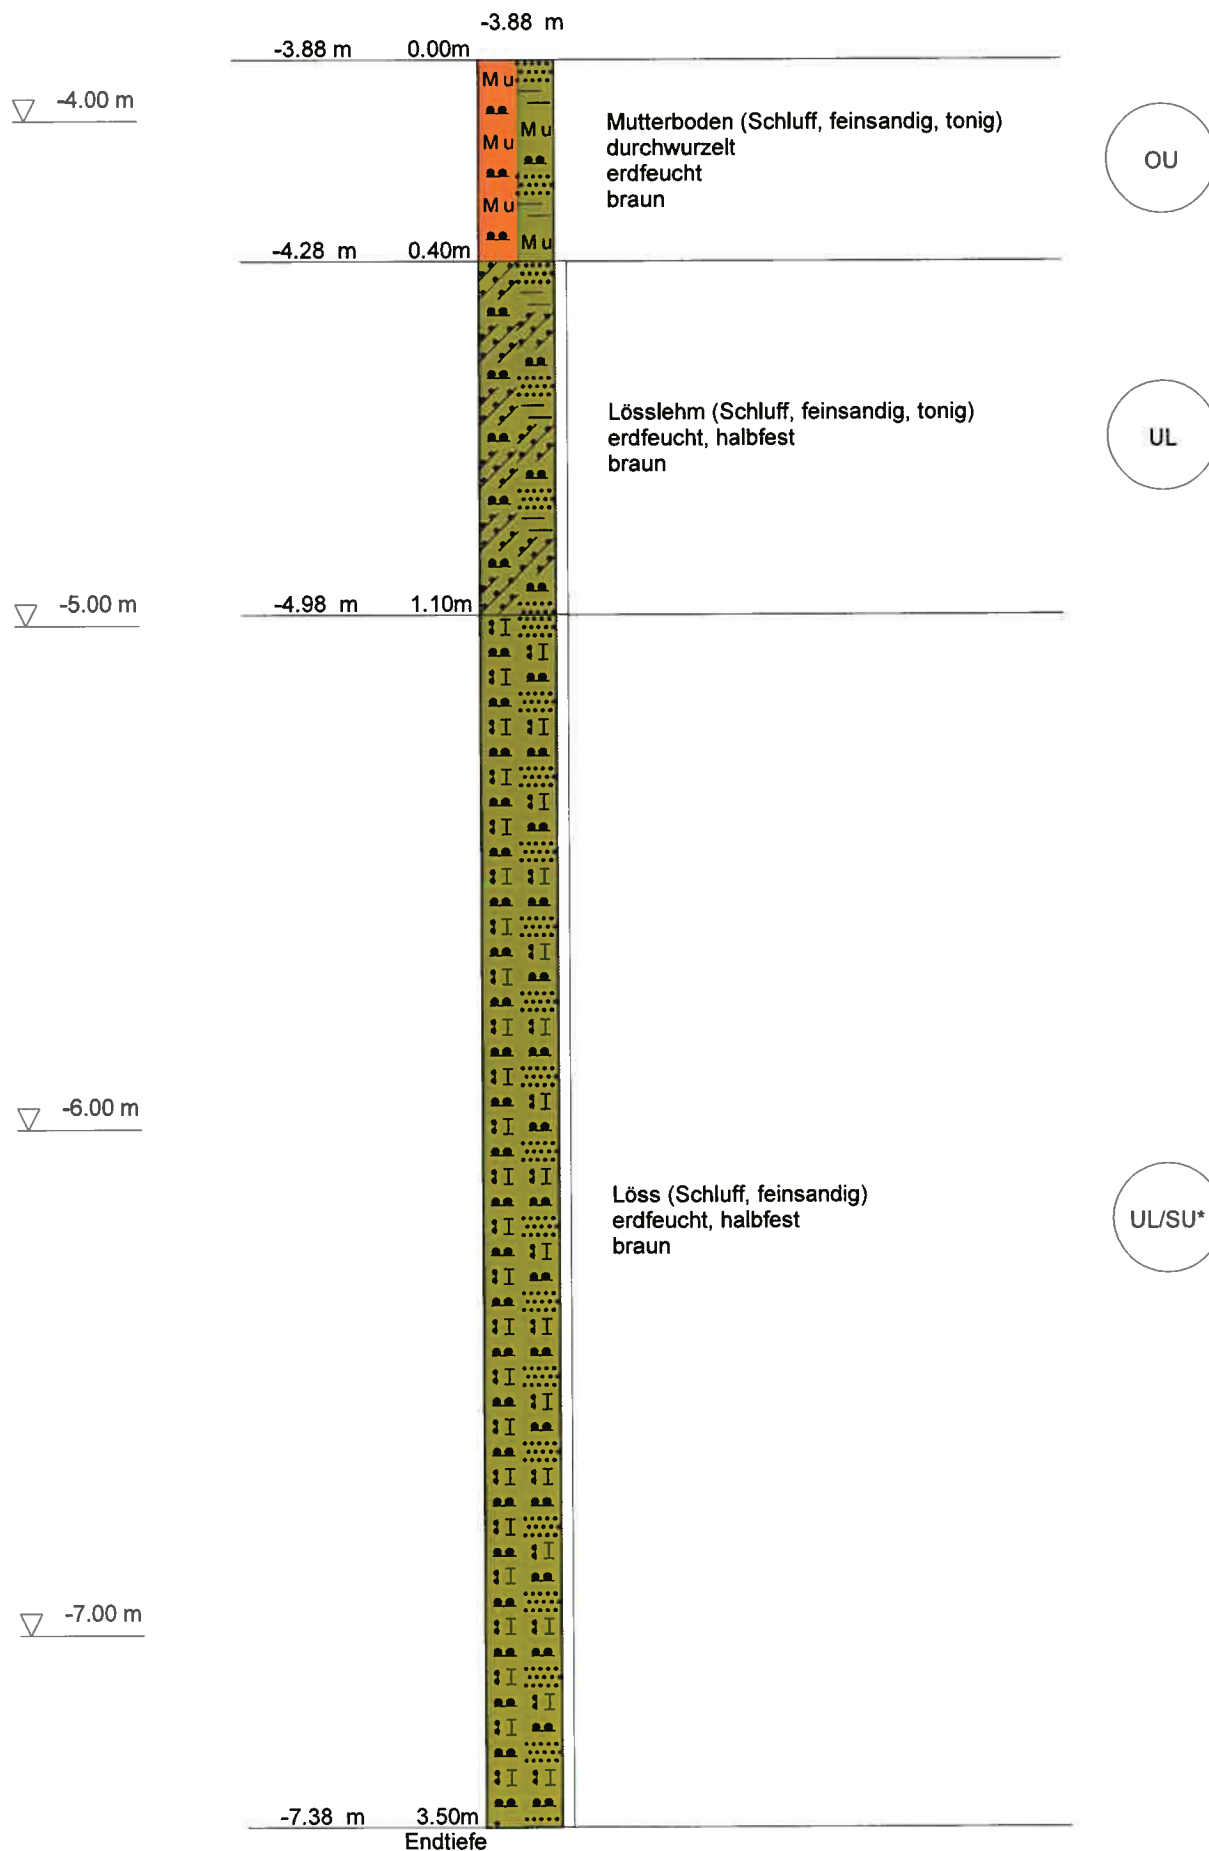 -3.88 m
-3.88 m 0.00m
-4.00 m
Mu
Mu
Mu
Mu
Mu
Mutterboden (Schluff, feinsandig, tonig)
durchwurzelt
erdfeucht
braun
OU
-4.28 m 0.40m
Lösslehm (Schluff, feinsandig, tonig)
erdfeucht, halbfest
braun
UL
-5.00 m
-4.98 m 1.10m
-6.00 m
Löss (Schluff, feinsandig)
erdfeucht, halbfest
braun
UL/SU*
-7.00 m
-7.38 m 3.50m
Endtiefe